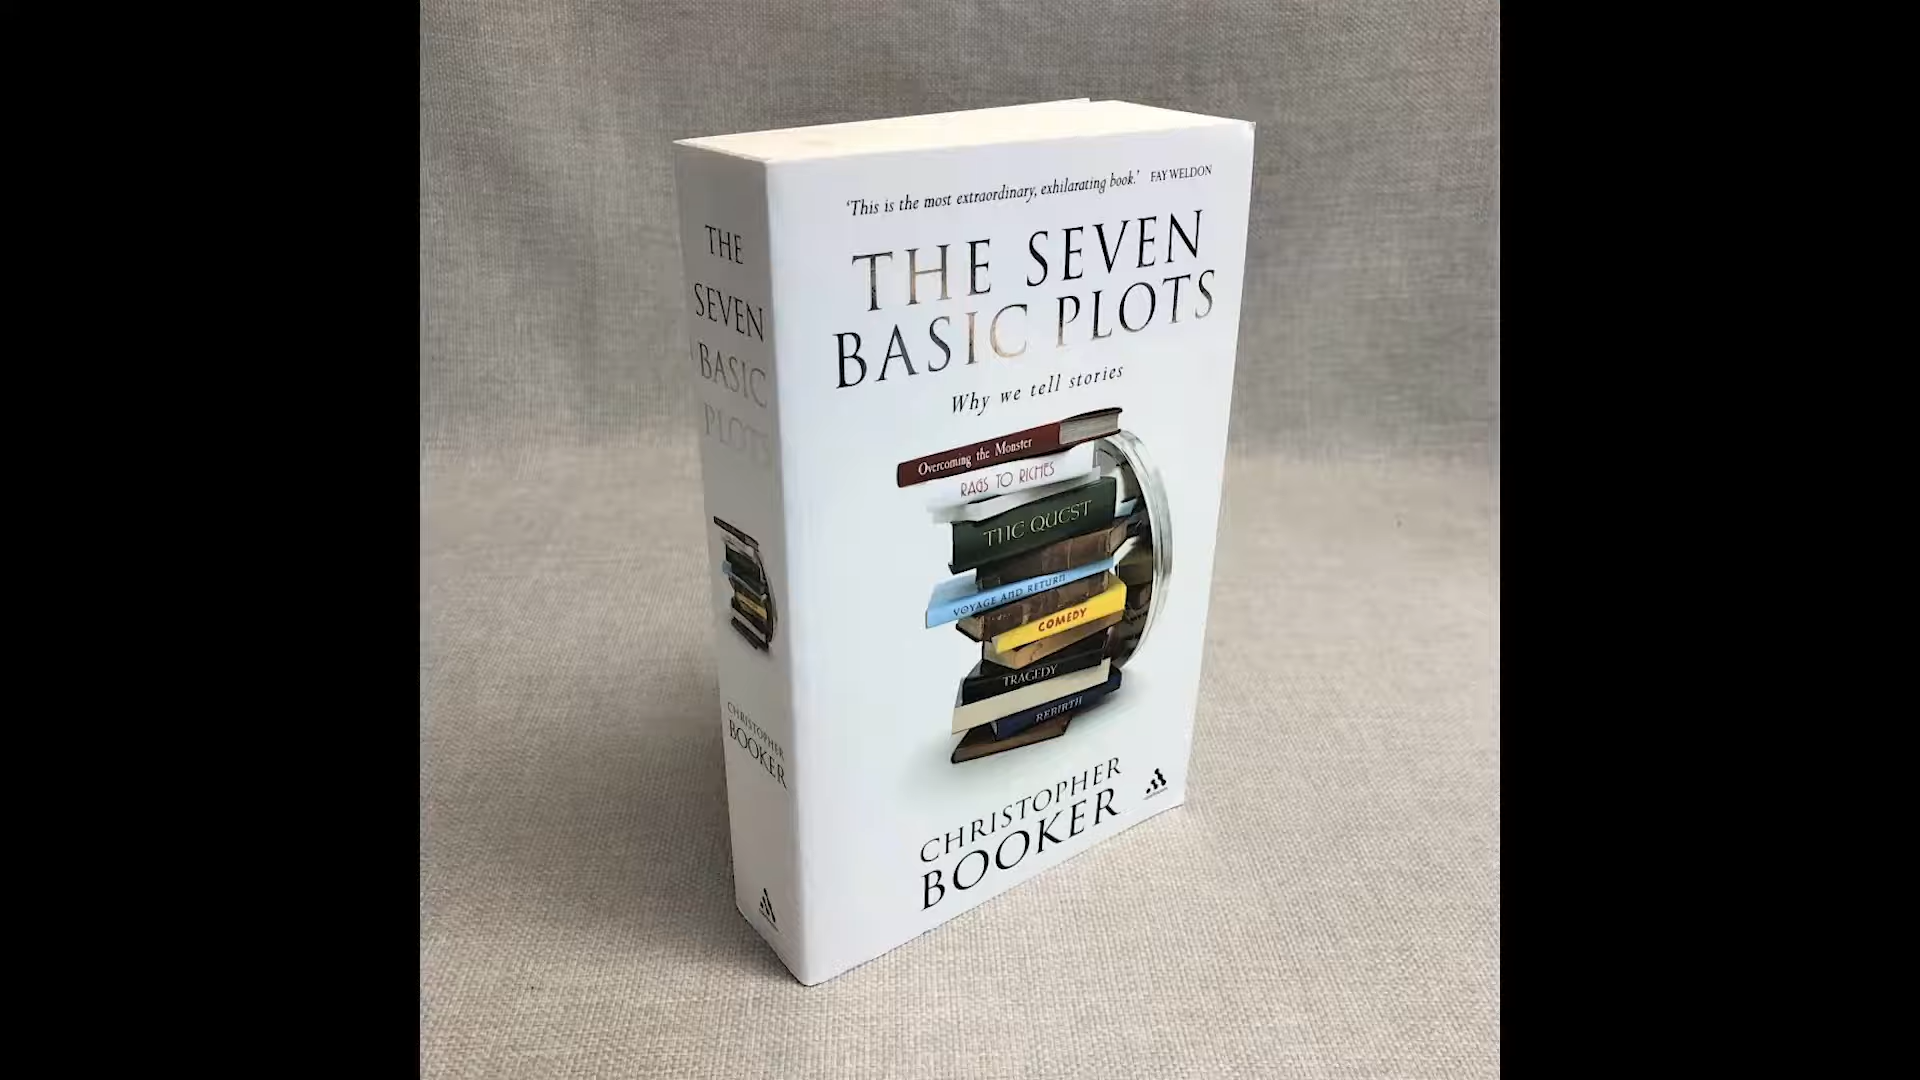 THE
SEVEN
BASIC
PLOTS
CHRISTOPHER
BOOKER
'This is the most extraordinary, exhilarating book.' FAY WELDON
THE SEVEN
BASIC PLOTS
Why we tell stories
Overcoming the Monster
RAGS TO RICHES
THE QUEST
VOYAGE AND RETURN
COMEDY
TRAGEDY
REBIRTH
CHRISTOPHER
BOOKER